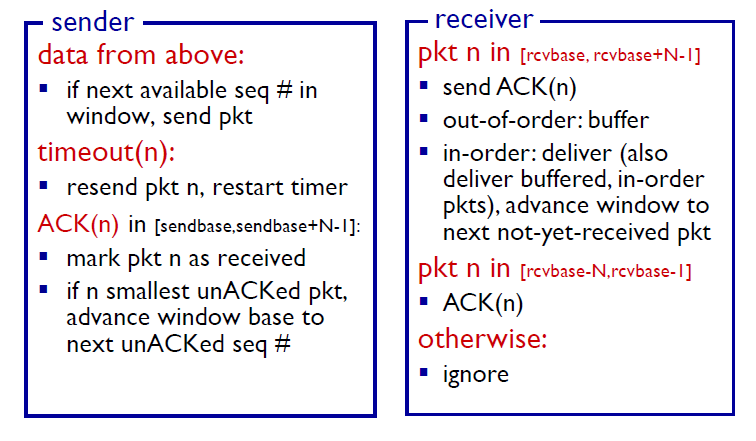 sender
data from above:
▪ if next available seq # in
window, send pkt
timeout(n):
▪ resend pkt n, restart timer
ACK(n) in [sendbase,sendbase+N-1]:
▪ mark pkt n as received
▪ if n smallest unACKed pkt,
advance window base to
next unACKed seq #
receiver
pkt n in [rcvbase, rcvbase+N-1]
▪ send ACK(n)
▪ out-of-order: buffer
▪ in-order: deliver (also
deliver buffered, in-order
pkts), advance window to
next not-yet-received pkt
pkt n in [rcvbase-N,rcvbase-1]
▪ ACK(n)
otherwise:
▪ ignore